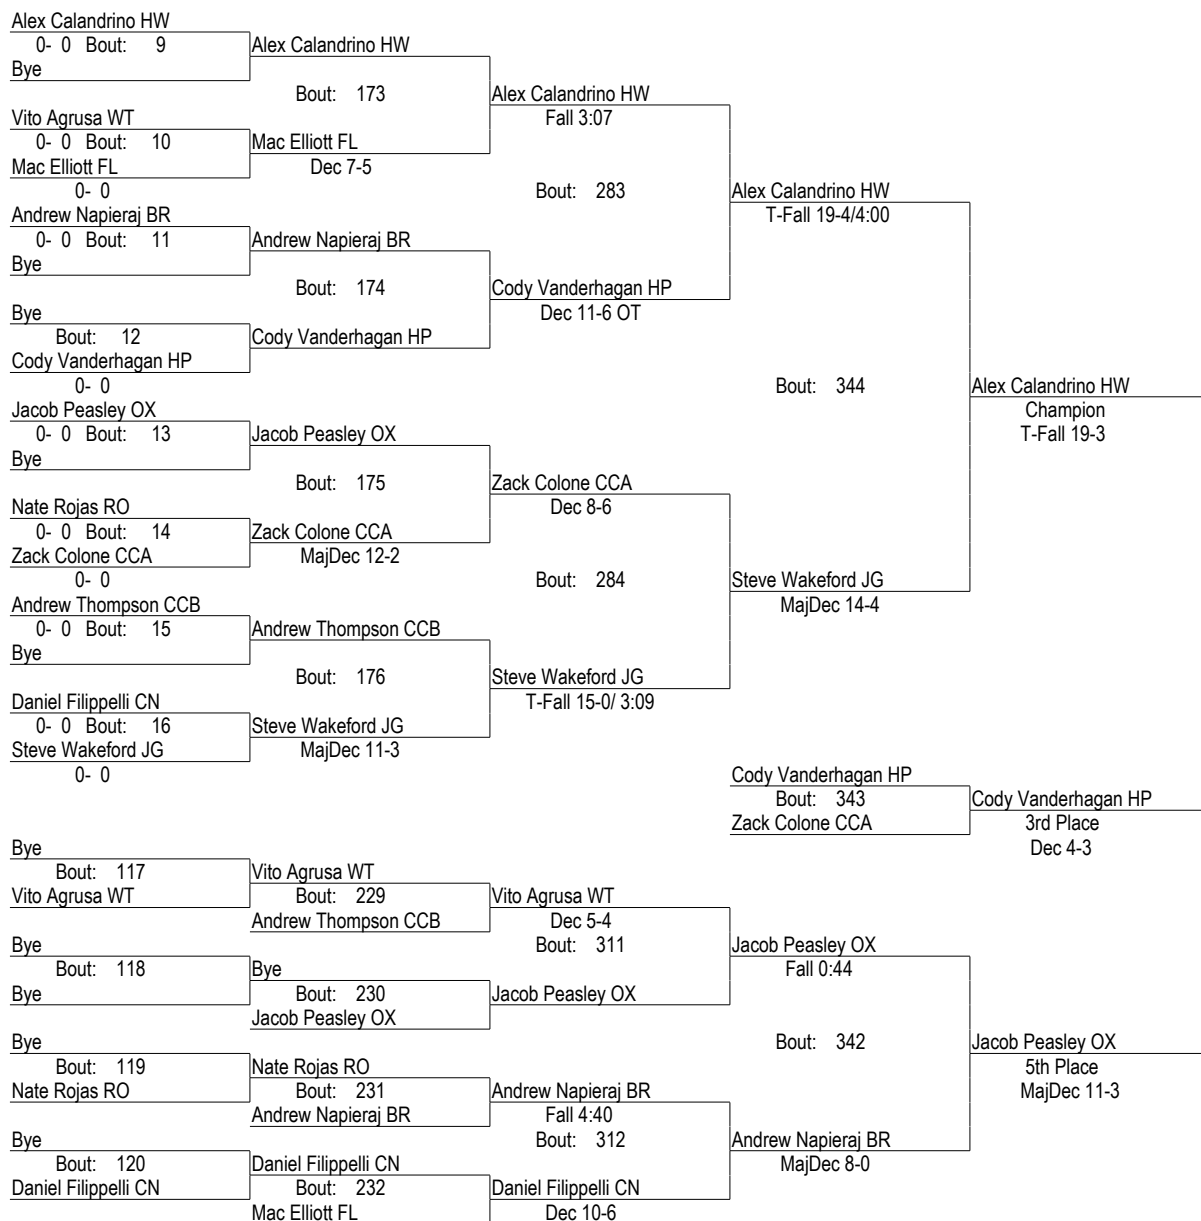 Alex Calandrino HW
0- 0 Bout: 9
Bye
Alex Calandrino HW
Bout: 173
Vito Agrusa WT
0- 0 Bout: 10
Mac Elliott FL
0- 0
Mac Elliott FL
Dec 7-5
Alex Calandrino HW
Fall 3:07
Bout: 283
Andrew Napieraj BR
0- 0 Bout: 11
Bye
Andrew Napieraj BR
Bout: 174
Bye
Bout: 12
Cody Vanderhagan HP
0- 0
Cody Vanderhagan HP
Cody Vanderhagan HP
Dec 11-6 OT
Alex Calandrino HW
T-Fall 19-4/4:00
Bout: 344
Jacob Peasley OX
0- 0 Bout: 13
Bye
Jacob Peasley OX
Bout: 175
Nate Rojas RO
0- 0 Bout: 14
Zack Colone CCA
0- 0
Zack Colone CCA
MajDec 12-2
Zack Colone CCA
Dec 8-6
Bout: 284
Andrew Thompson CCB
0- 0 Bout: 15
Bye
Andrew Thompson CCB
Bout: 176
Daniel Filippelli CN
0- 0 Bout: 16
Steve Wakeford JG
0- 0
Steve Wakeford JG
MajDec 11-3
Steve Wakeford JG
T-Fall 15-0/ 3:09
Steve Wakeford JG
MajDec 14-4
Alex Calandrino HW
Champion
T-Fall 19-3
Cody Vanderhagan HP
Bout: 343
Zack Colone CCA
Cody Vanderhagan HP
3rd Place
Dec 4-3
Bye
Bout: 117
Vito Agrusa WT
Vito Agrusa WT
Bout: 229
Andrew Thompson CCB
Vito Agrusa WT
Dec 5-4
Bout: 311
Bye
Bout: 118
Bye
Bye
Bout: 230
Jacob Peasley OX
Jacob Peasley OX
Jacob Peasley OX
Fall 0:44
Bout: 342
Bye
Bout: 119
Nate Rojas RO
Nate Rojas RO
Bout: 231
Andrew Napieraj BR
Andrew Napieraj BR
Fall 4:40
Bout: 312
Bye
Bout: 120
Daniel Filippelli CN
Daniel Filippelli CN
Bout: 232
Mac Elliott FL
Daniel Filippelli CN
Dec 10-6
Andrew Napieraj BR
MajDec 8-0
Jacob Peasley OX
5th Place
MajDec 11-3